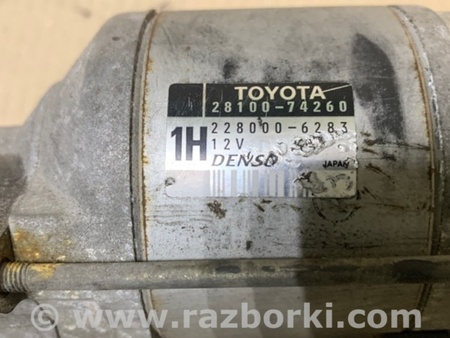 TOYOTA
28100-74260
1H 228000-6283
12V
DENSO JAPAN
www.razborki.com